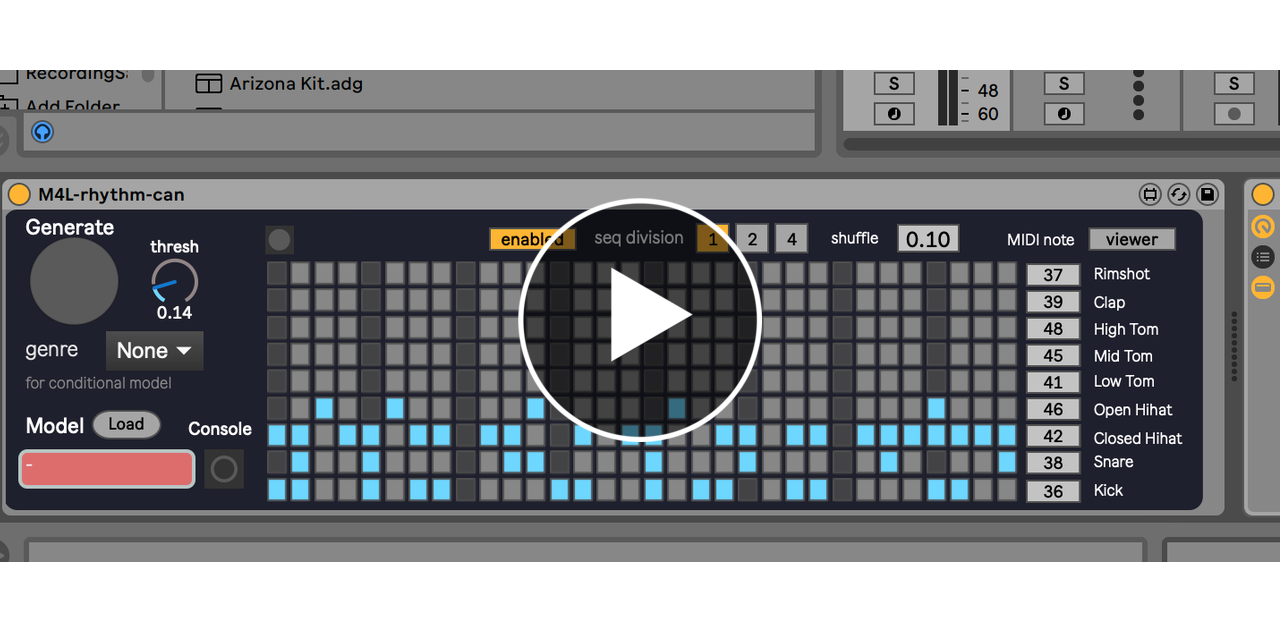 RecordingSa
Arizona Kit.adg
Add Folder
S
48
60
S
S
M4L-rhythm-can
Generate
thresh
0.14
genre
None
for conditional model
Model
Load
Console
-
enabled
seq division
1
2
4
shuffle
0.10
MIDI note
viewer
37 Rimshot
39 Clap
48 High Tom
45 Mid Tom
41 Low Tom
46 Open Hihat
42 Closed Hihat
38 Snare
36 Kick